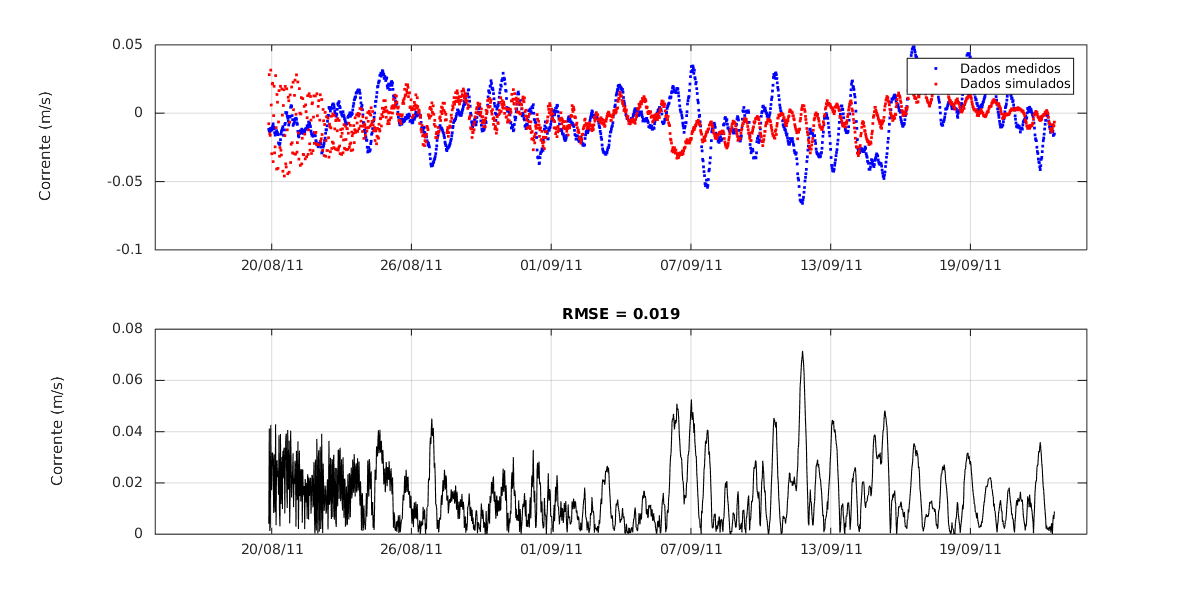 0.05
0
-0.05
-0.1
Corrente (m/s)
Dados medidos
Dados simulados
20/08/11 26/08/11 01/09/11 07/09/11 13/09/11 19/09/11
RMSE = 0.019
0.08
0.06
0.04
0.02
0
Corrente (m/s)
20/08/11 26/08/11 01/09/11 07/09/11 13/09/11 19/09/11